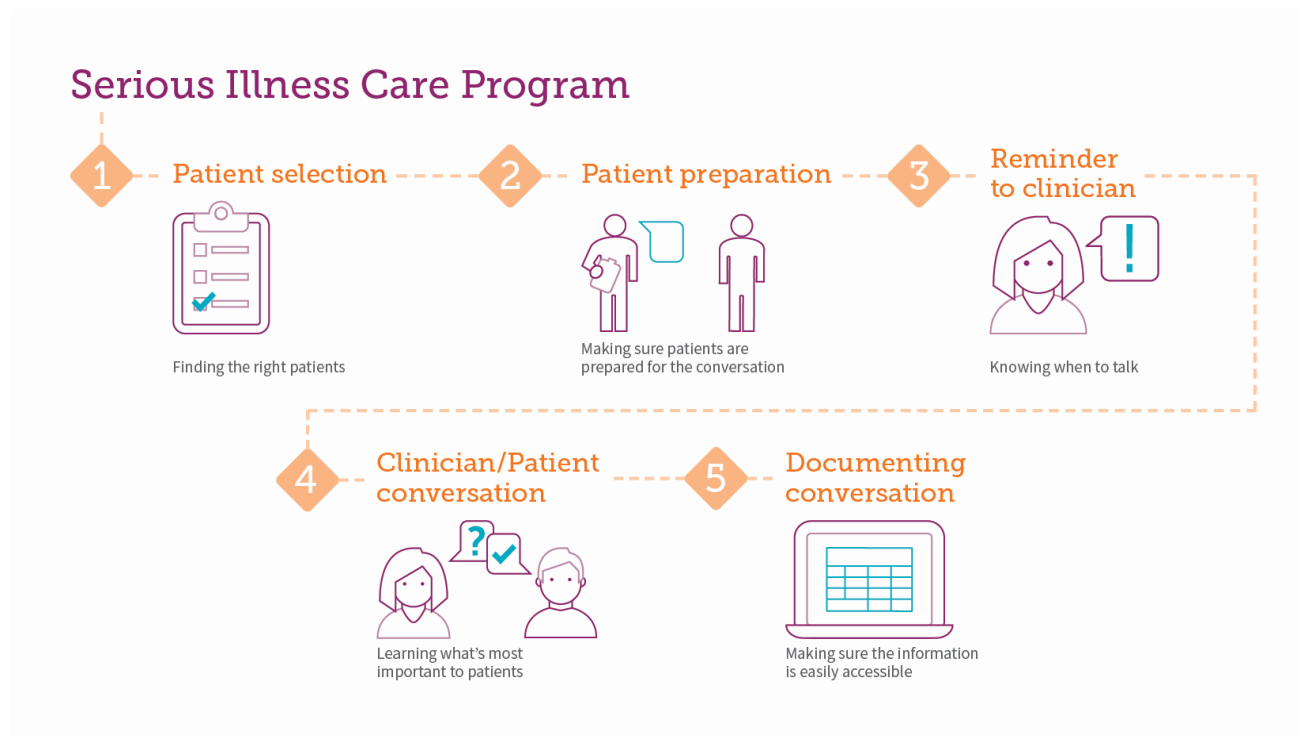 Serious Illness Care Program
1
Patient selection
Finding the right patients
2
Patient preparation
Making sure patients are
prepared for the conversation
3
Reminder
to clinician
!
Knowing when to talk
4
Clinician/Patient
conversation
?
Learning what's most
important to patients
5
Documenting
conversation
Making sure the information
is easily accessible